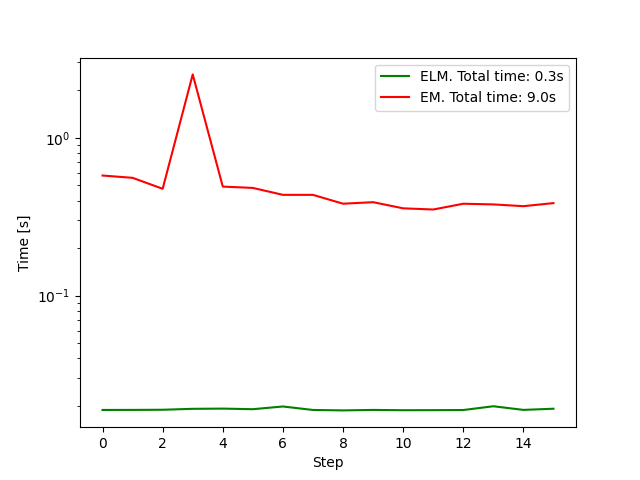 ELM. Total time: 0.3s
EM. Total time: 9.0s
10⁰
10⁻¹
Time [s]
0 2 4 6 8 10 12 14
Step